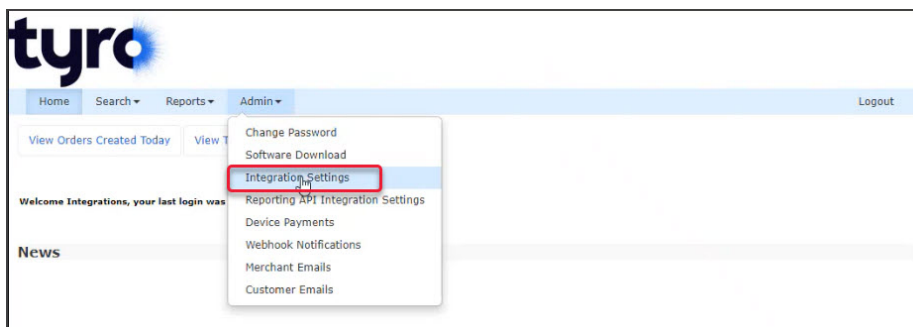 tyro
Home Search Reports Admin Logout
View Orders Created Today View T
Change Password
Software Download
Integration Settings
Welcome Integrations, your last login was
Reporting API Integration Settings
Device Payments
Webhook Notifications
News
Merchant Emails
Customer Emails